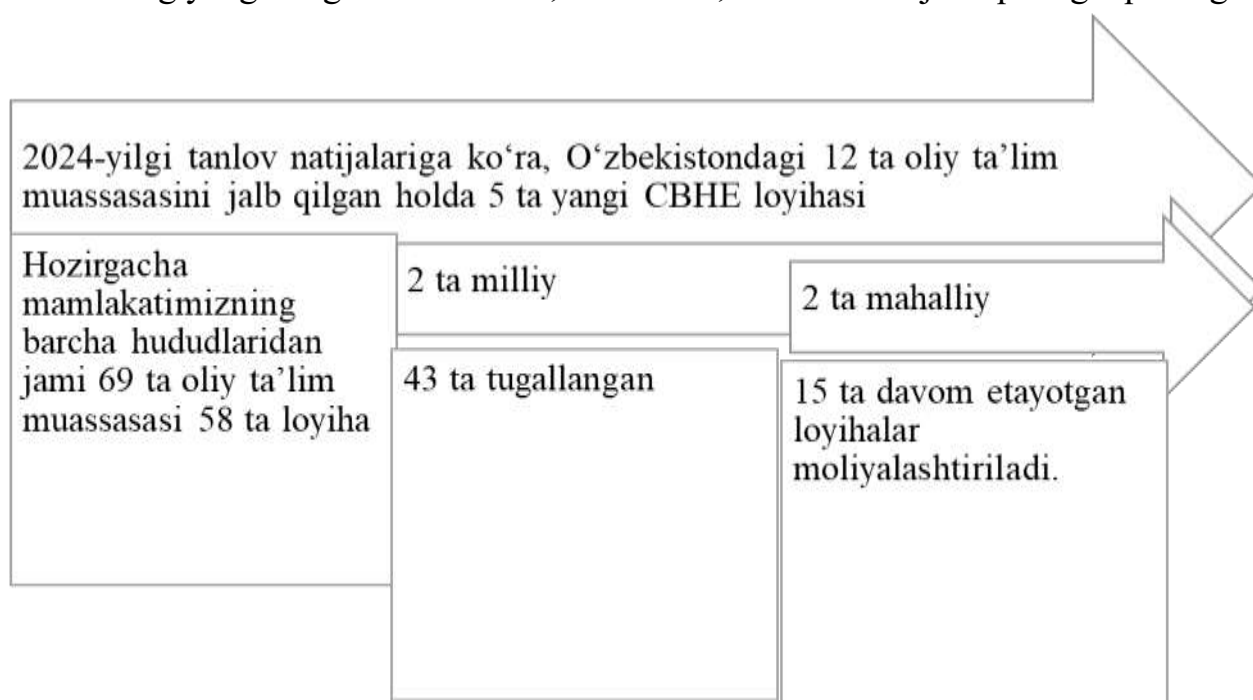 2024-yilgi tanlov natijalariga ko‘ra, O‘zbekistondagi 12 ta oliy ta’lim
muassasasini jalb qilgan holda 5 ta yangi CBHE loyihasi
Hozirgacha
mamlakatimizning
barcha hududlaridan
jami 69 ta oliy ta’lim
muassasasi 58 ta loyiha
2 ta milliy
43 ta tugallangan
2 ta mahalliy
15 ta davom etayotgan
loyihalar
moliyalashtiriladi.